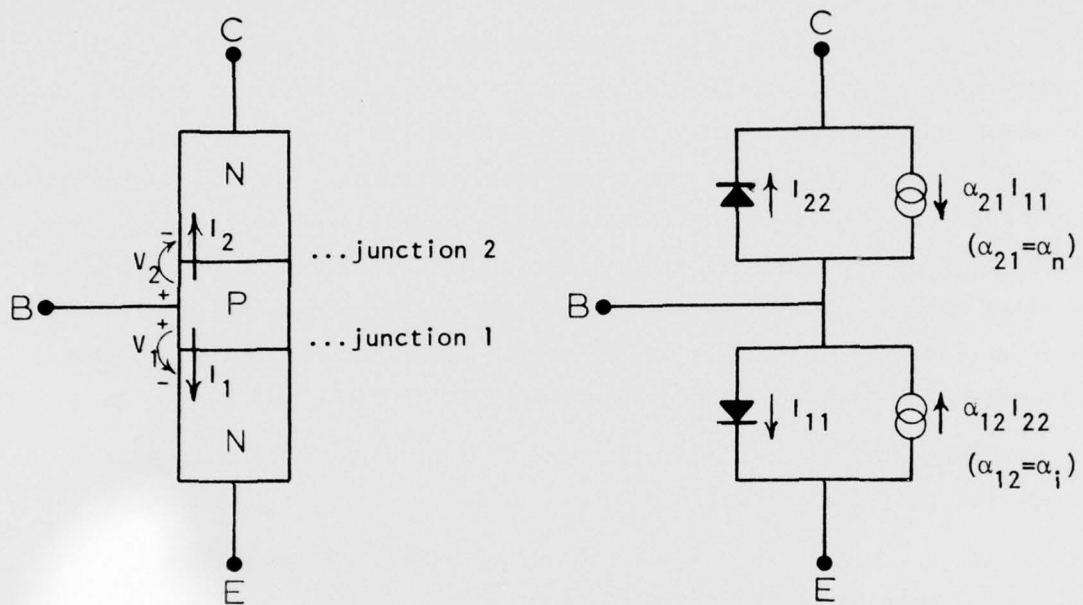 C
N
I₂
− ...junction 2
V₂
+
B
P
+
V₁
...junction 1
−
I₁
N
E
C
I₂₂
α₂₁I₁₁
(α₂₁=αₙ)
B
I₁₁
α₁₂I₂₂
(α₁₂=αᵢ)
E